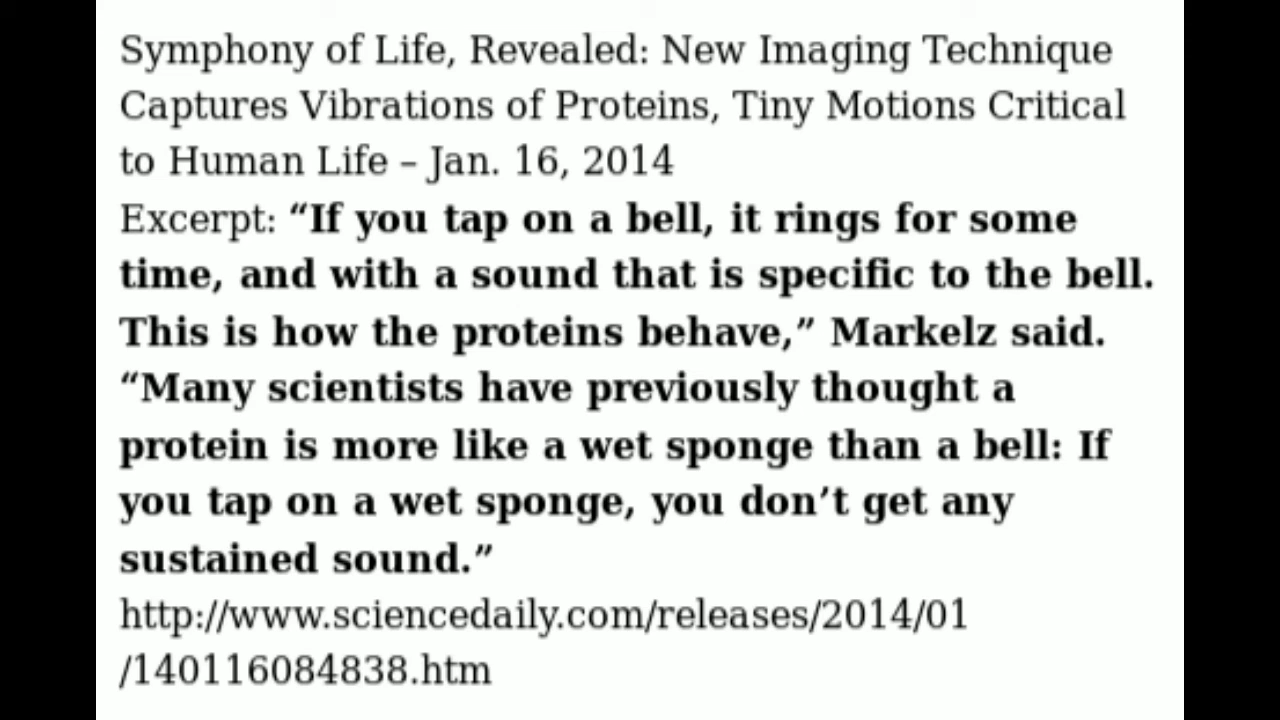 Symphony of Life, Revealed: New Imaging Technique
Captures Vibrations of Proteins, Tiny Motions Critical
to Human Life – Jan. 16, 2014
Excerpt: “If you tap on a bell, it rings for some
time, and with a sound that is specific to the bell.
This is how the proteins behave,” Markelz said.
“Many scientists have previously thought a
protein is more like a wet sponge than a bell: If
you tap on a wet sponge, you don’t get any
sustained sound.”
http://www.sciencedaily.com/releases/2014/01
/140116084838.htm